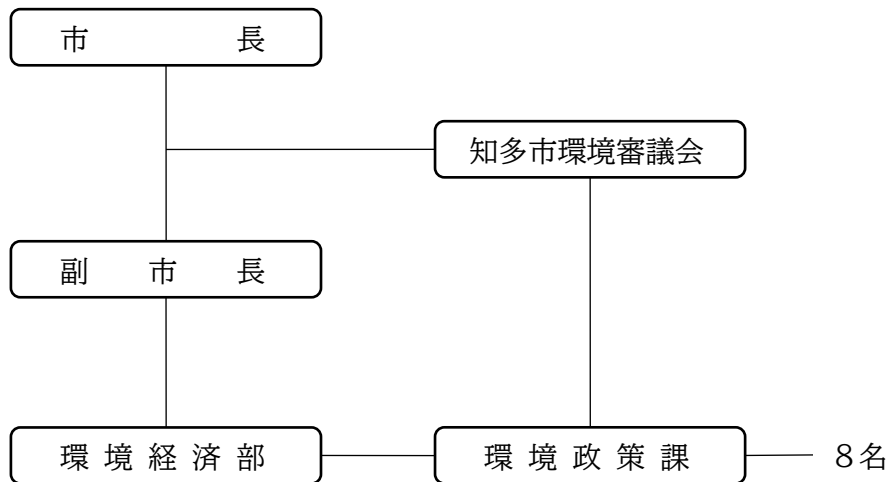 市長
知多市環境審議会
副市長
環境経済部
環境政策課
8名